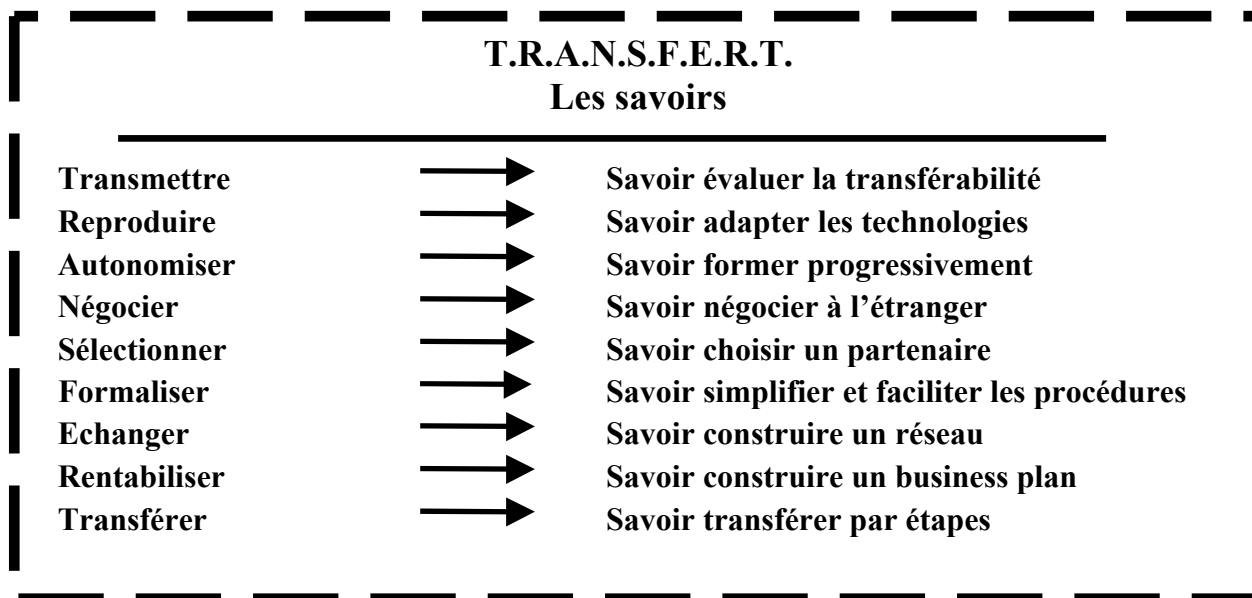 T.R.A.N.S.F.E.R.T.
Les savoirs
Transmettre Savoir évaluer la transférabilité
Reproduire Savoir adapter les technologies
Autonomiser Savoir former progressivement
Négocier Savoir négocier à l’étranger
Sélectionner Savoir choisir un partenaire
Formaliser Savoir simplifier et faciliter les procédures
Echanger Savoir construire un réseau
Rentabiliser Savoir construire un business plan
Transférer Savoir transférer par étapes